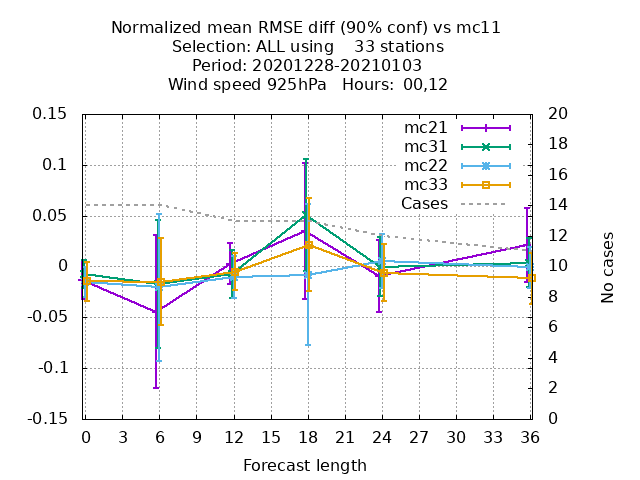 Normalized mean RMSE diff (90% conf) vs mc11
Selection: ALL using    33 stations
Period: 20201228-20210103
Wind speed 925hPa   Hours:  00,12
0.15
0.1
0.05
0
-0.05
-0.1
-0.15
20
18
16
14
12
10
8
6
4
2
0
mc21
mc31
mc22
mc33
Cases
No cases
0 3 6 9 12 15 18 21 24 27 30 33 36
Forecast length